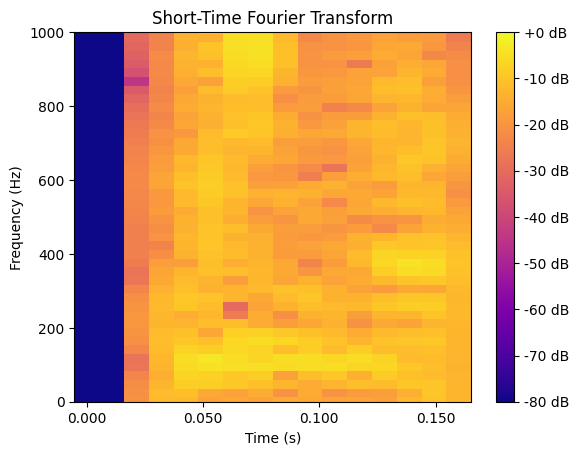 Short-Time Fourier Transform
Frequency (Hz)
1000
800
600
400
200
0
0.000
0.050
0.100
0.150
Time (s)
+0 dB
-10 dB
-20 dB
-30 dB
-40 dB
-50 dB
-60 dB
-70 dB
-80 dB